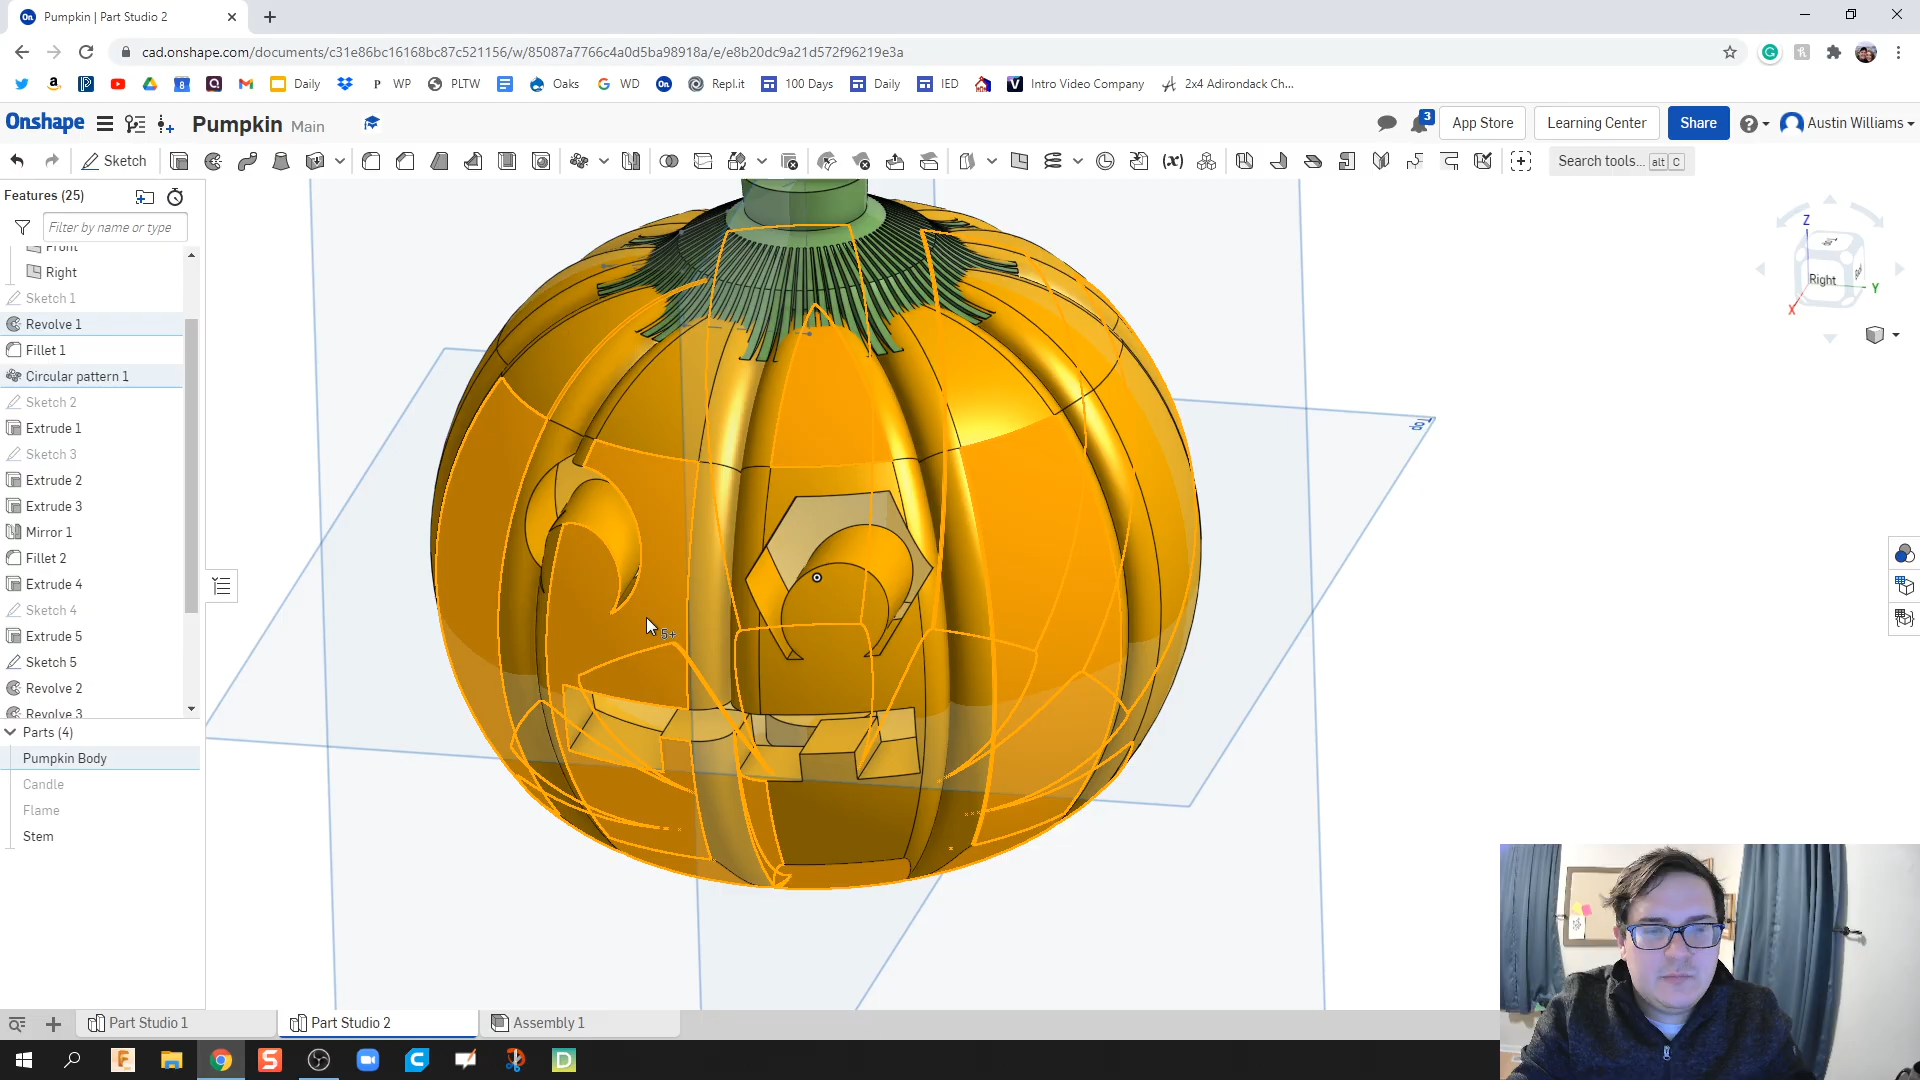 Pumpkin | Part Studio 2
cad.onshape.com/documents/c31e86bc16168bc87c521156/w/85087a7766c4a0d5ba98918a/e/e8b20dc9a21d572f96219e3a
Daily
WP
PLTW
Oaks
WD
Repl.it
100 Days
Daily
IED
Intro Video Company
2x4 Adirondack Ch...
Onshape
Pumpkin Main
3
App Store
Learning Center
Share
Austin Williams
Sketch
Search tools... alt C
Features (25)
Filter by name or type
Front
Right
Sketch 1
Revolve 1
Fillet 1
Circular pattern 1
Sketch 2
Extrude 1
Sketch 3
Extrude 2
Extrude 3
Mirror 1
Fillet 2
Extrude 4
Sketch 4
Extrude 5
Sketch 5
Revolve 2
Revolve 3
Parts (4)
Pumpkin Body
Candle
Flame
Stem
Top
5+
Z
Right
Y
X
Part Studio 1
Part Studio 2
Assembly 1